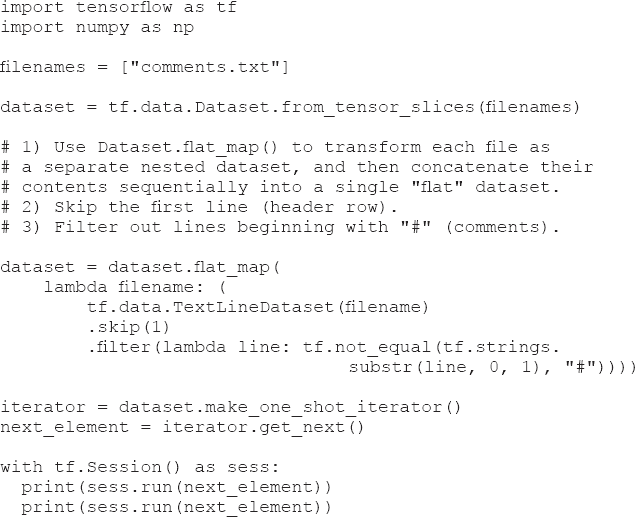 import tensorflow as tf
import numpy as np
filenames = ["comments.txt"]
dataset = tf.data.Dataset.from_tensor_slices(filenames)
# 1) Use Dataset.flat_map() to transform each file as
# a separate nested dataset, and then concatenate their
# contents sequentially into a single "flat" dataset.
# 2) Skip the first line (header row).
# 3) Filter out lines beginning with "#" (comments).
dataset = dataset.flat_map(
    lambda filename: (
        tf.data.TextLineDataset(filename)
        .skip(1)
        .filter(lambda line: tf.not_equal(tf.strings.
                                substr(line, 0, 1), "#"))))
iterator = dataset.make_one_shot_iterator()
next_element = iterator.get_next()
with tf.Session() as sess:
  print(sess.run(next_element))
  print(sess.run(next_element))